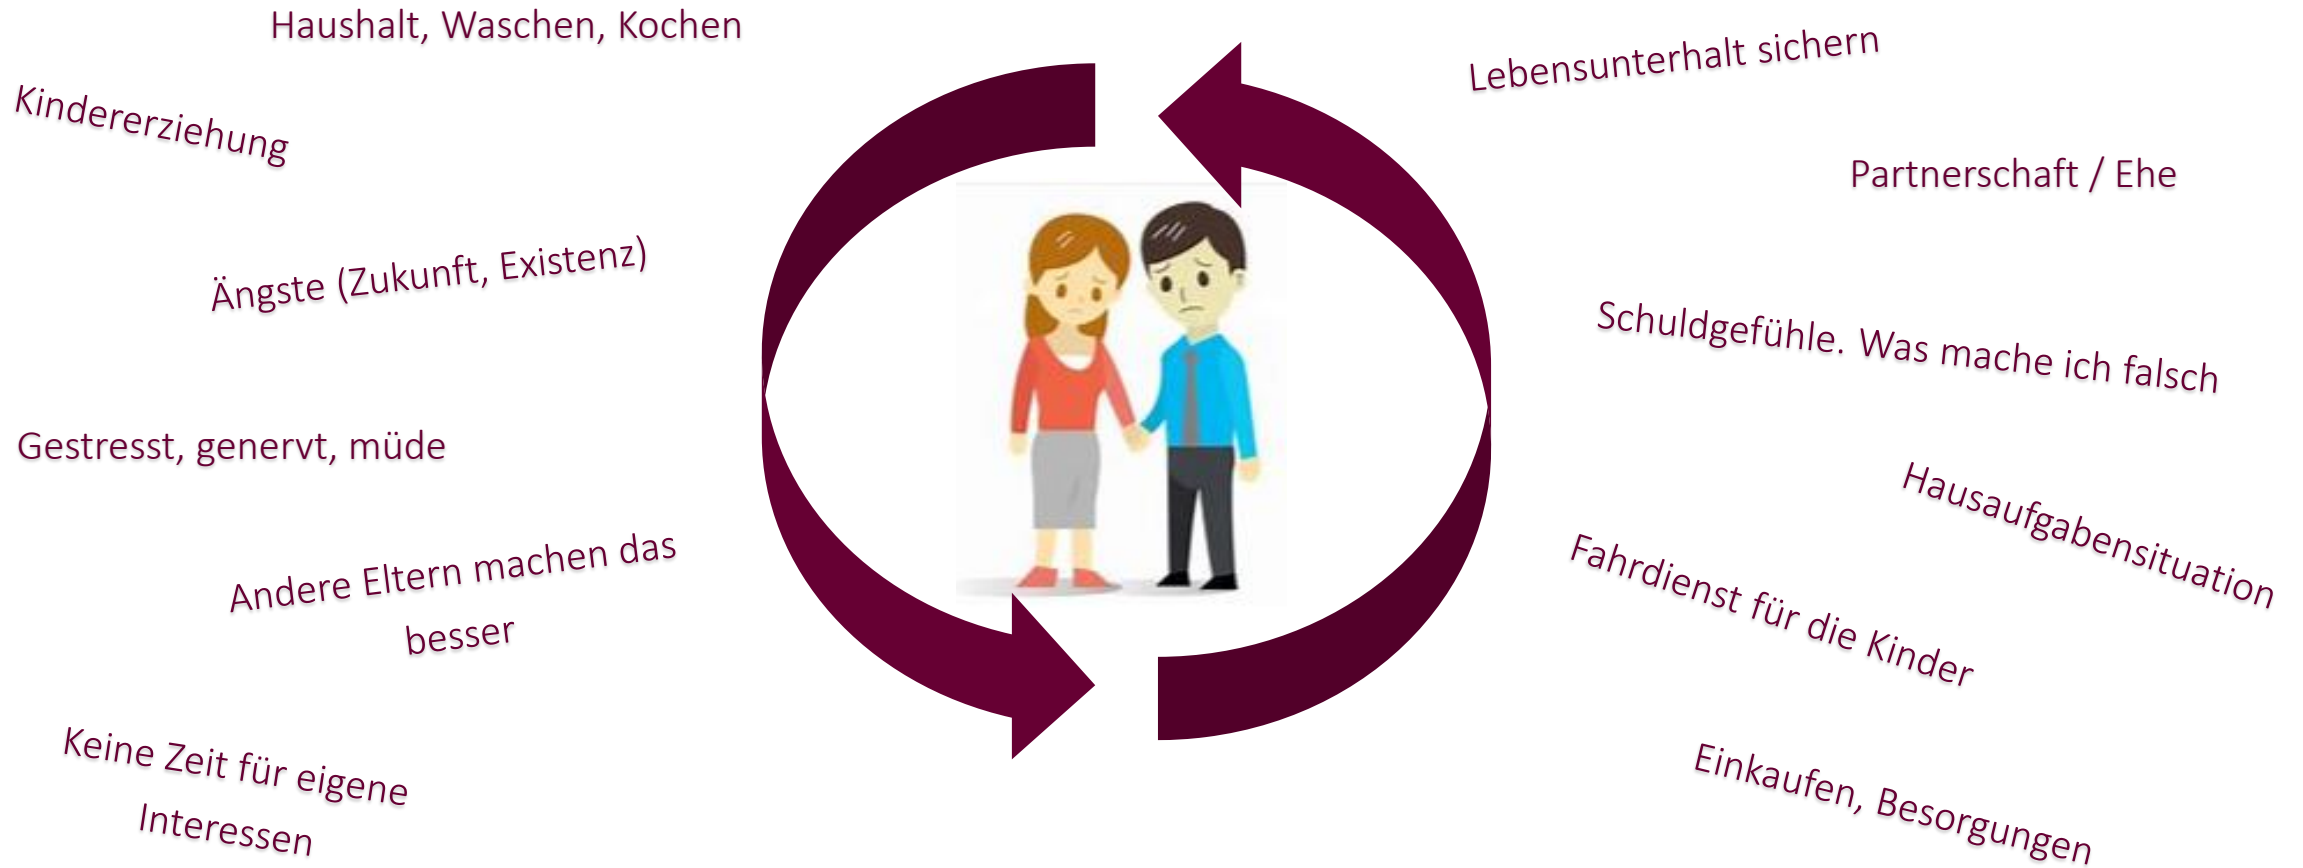 Haushalt, Waschen, Kochen
Kindererziehung
Ängste (Zukunft, Existenz)
Gestresst, genervt, müde
Andere Eltern machen das
besser
Keine Zeit für eigene
Interessen
Lebensunterhalt sichern
Partnerschaft / Ehe
Schuldgefühle. Was mache ich falsch
Hausaufgabensituation
Fahrdienst für die Kinder
Einkaufen, Besorgungen